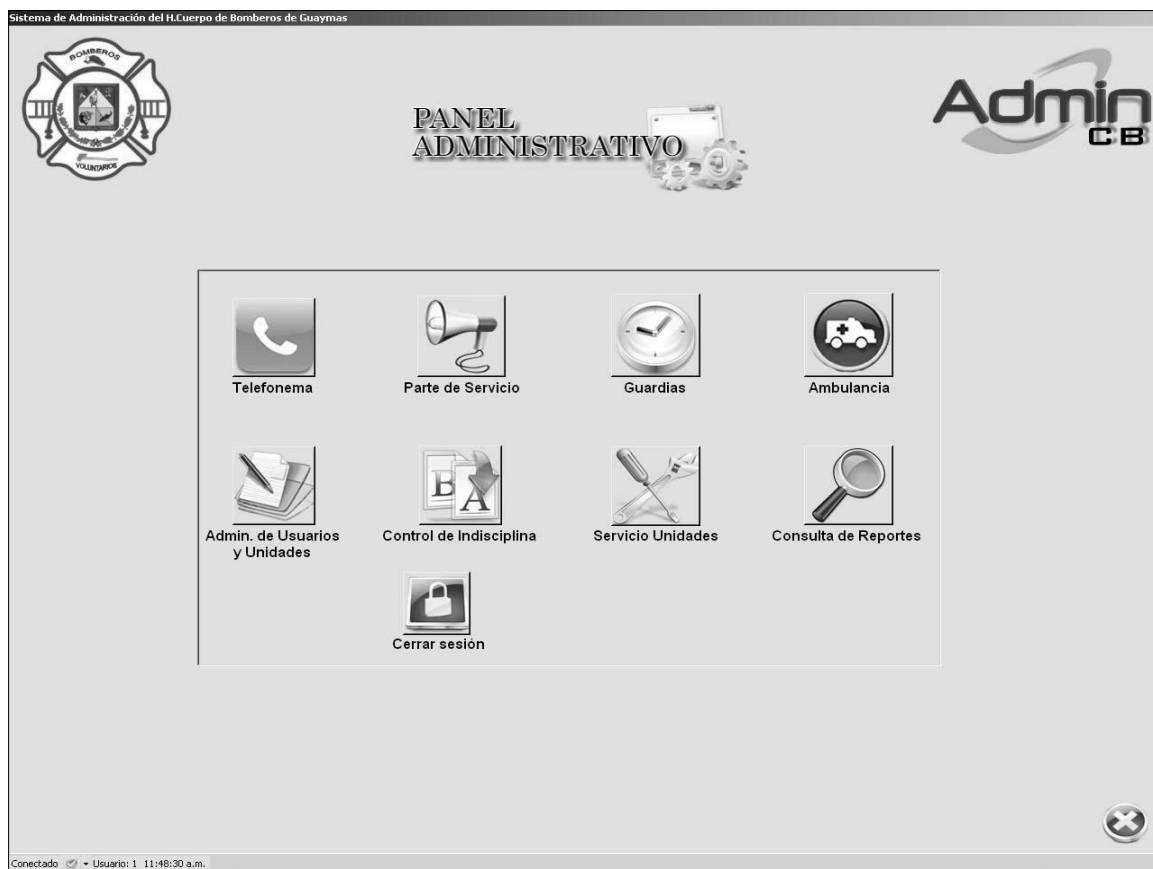 Sistema de Administración del H.Cuerpo de Bomberos de Guaymas
BOMBEROS
VOLUNTARIOS
PANEL
ADMINISTRATIVO
Admin
CB
Telefonema
Parte de Servicio
Guardias
Ambulancia
Admin. de Usuarios
y Unidades
Control de Indisciplina
B
A
Servicio Unidades
Consulta de Reportes
Cerrar sesión
Conectado Usuario: 1 11:48:30 a.m.